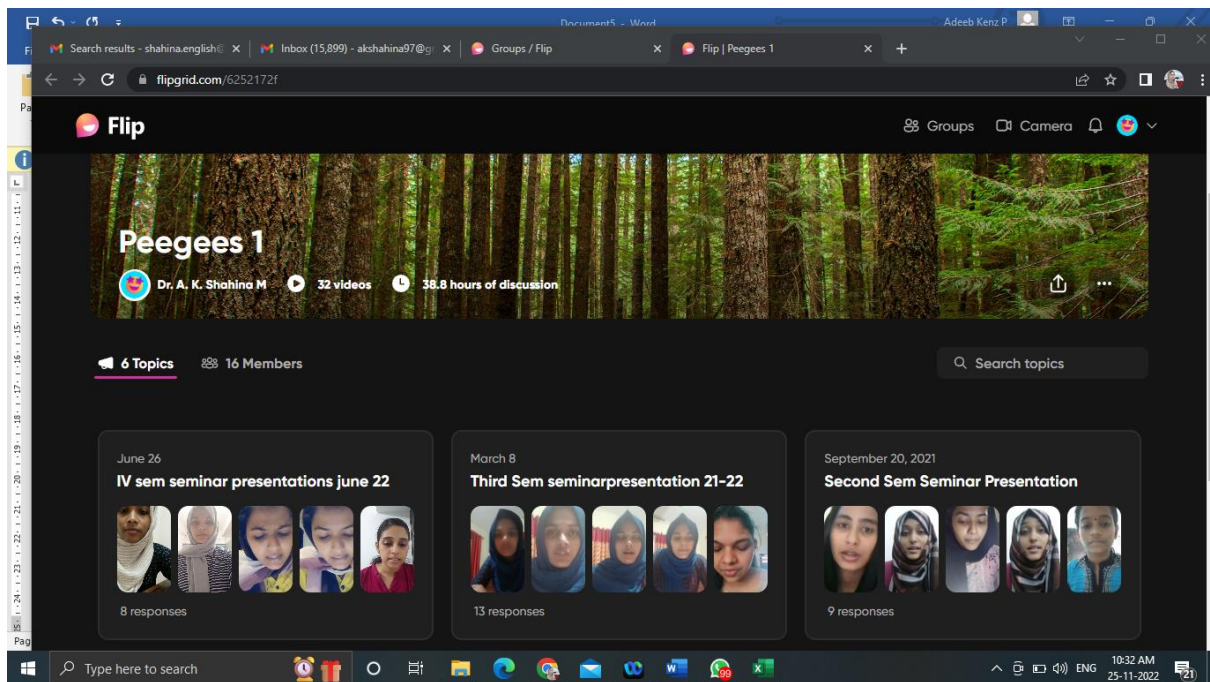 Document5 - Word
Adeeb Kenz P
Search results - shahina.english@
Inbox (15,899) - akshahina97@g
Groups / Flip
Flip | Peegees 1
flipgrid.com/6252172f
Flip
Groups
Camera
Peegees 1
Dr. A. K. Shahina M
32 videos
38.8 hours of discussion
6 Topics
16 Members
Search topics
June 26
IV sem seminar presentations june 22
8 responses
March 8
Third Sem seminarpresentation 21-22
13 responses
September 20, 2021
Second Sem Seminar Presentation
9 responses
Pag
Type here to search
99
ENG
10:32 AM
25-11-2022
21